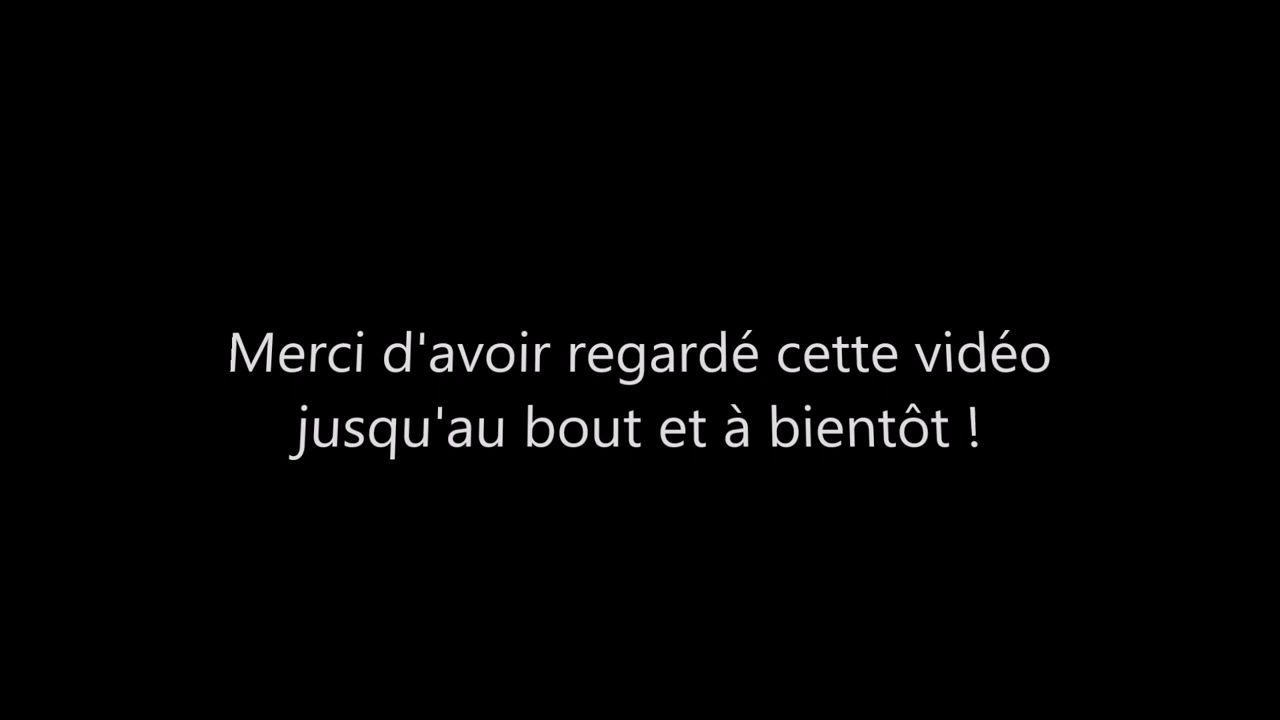 Merci d'avoir regardé cette vidéo
jusqu'au bout et à bientôt !